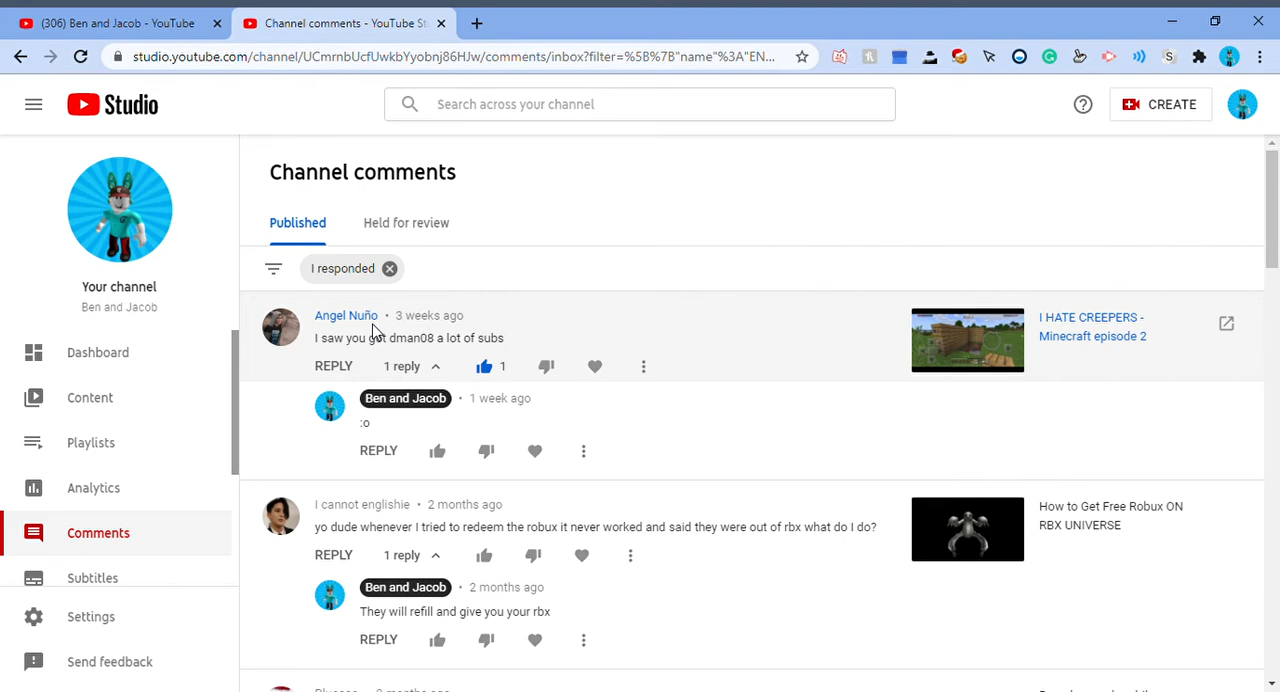 (306) Ben and Jacob - YouTube
Channel comments - YouTube St
studio.youtube.com/channel/UCmrnbUcfUwkbYyobnj86HJw/comments/inbox?filter=%5B%7B"name"%3A"EN...
Studio
Search across your channel
CREATE
Your channel
Ben and Jacob
Dashboard
Content
Playlists
Analytics
Comments
Subtitles
Settings
Send feedback
Channel comments
Published
Held for review
I responded
Angel Nuño • 3 weeks ago
I saw you got dman08 a lot of subs
REPLY 1 reply 1
I HATE CREEPERS -
Minecraft episode 2
Ben and Jacob • 1 week ago
:o
REPLY
I cannot englishie • 2 months ago
yo dude whenever I tried to redeem the robux it never worked and said they were out of rbx what do I do?
REPLY 1 reply
How to Get Free Robux ON
RBX UNIVERSE
Ben and Jacob • 2 months ago
They will refill and give you your rbx
REPLY